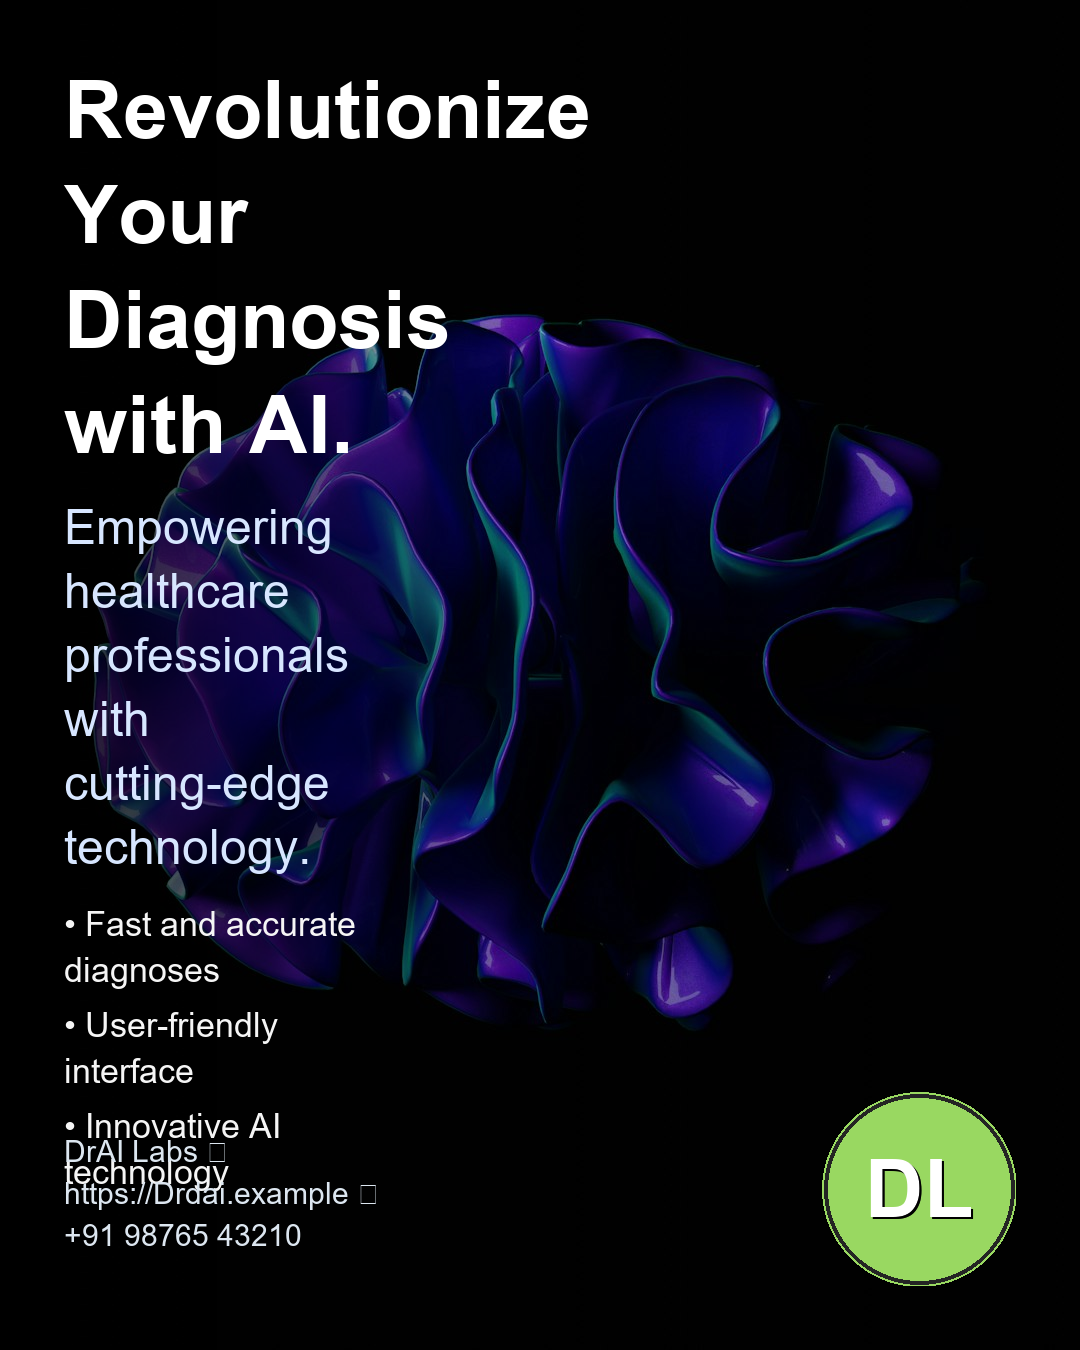 Revolutionize
Your
Diagnosis
with AI.
Empowering
healthcare
professionals
with
cutting-edge
technology.
• Fast and accurate
diagnoses
• User-friendly
interface
• Innovative AI
technology
DrAI Labs □
https://Drdai.example □
+91 98765 43210
DL